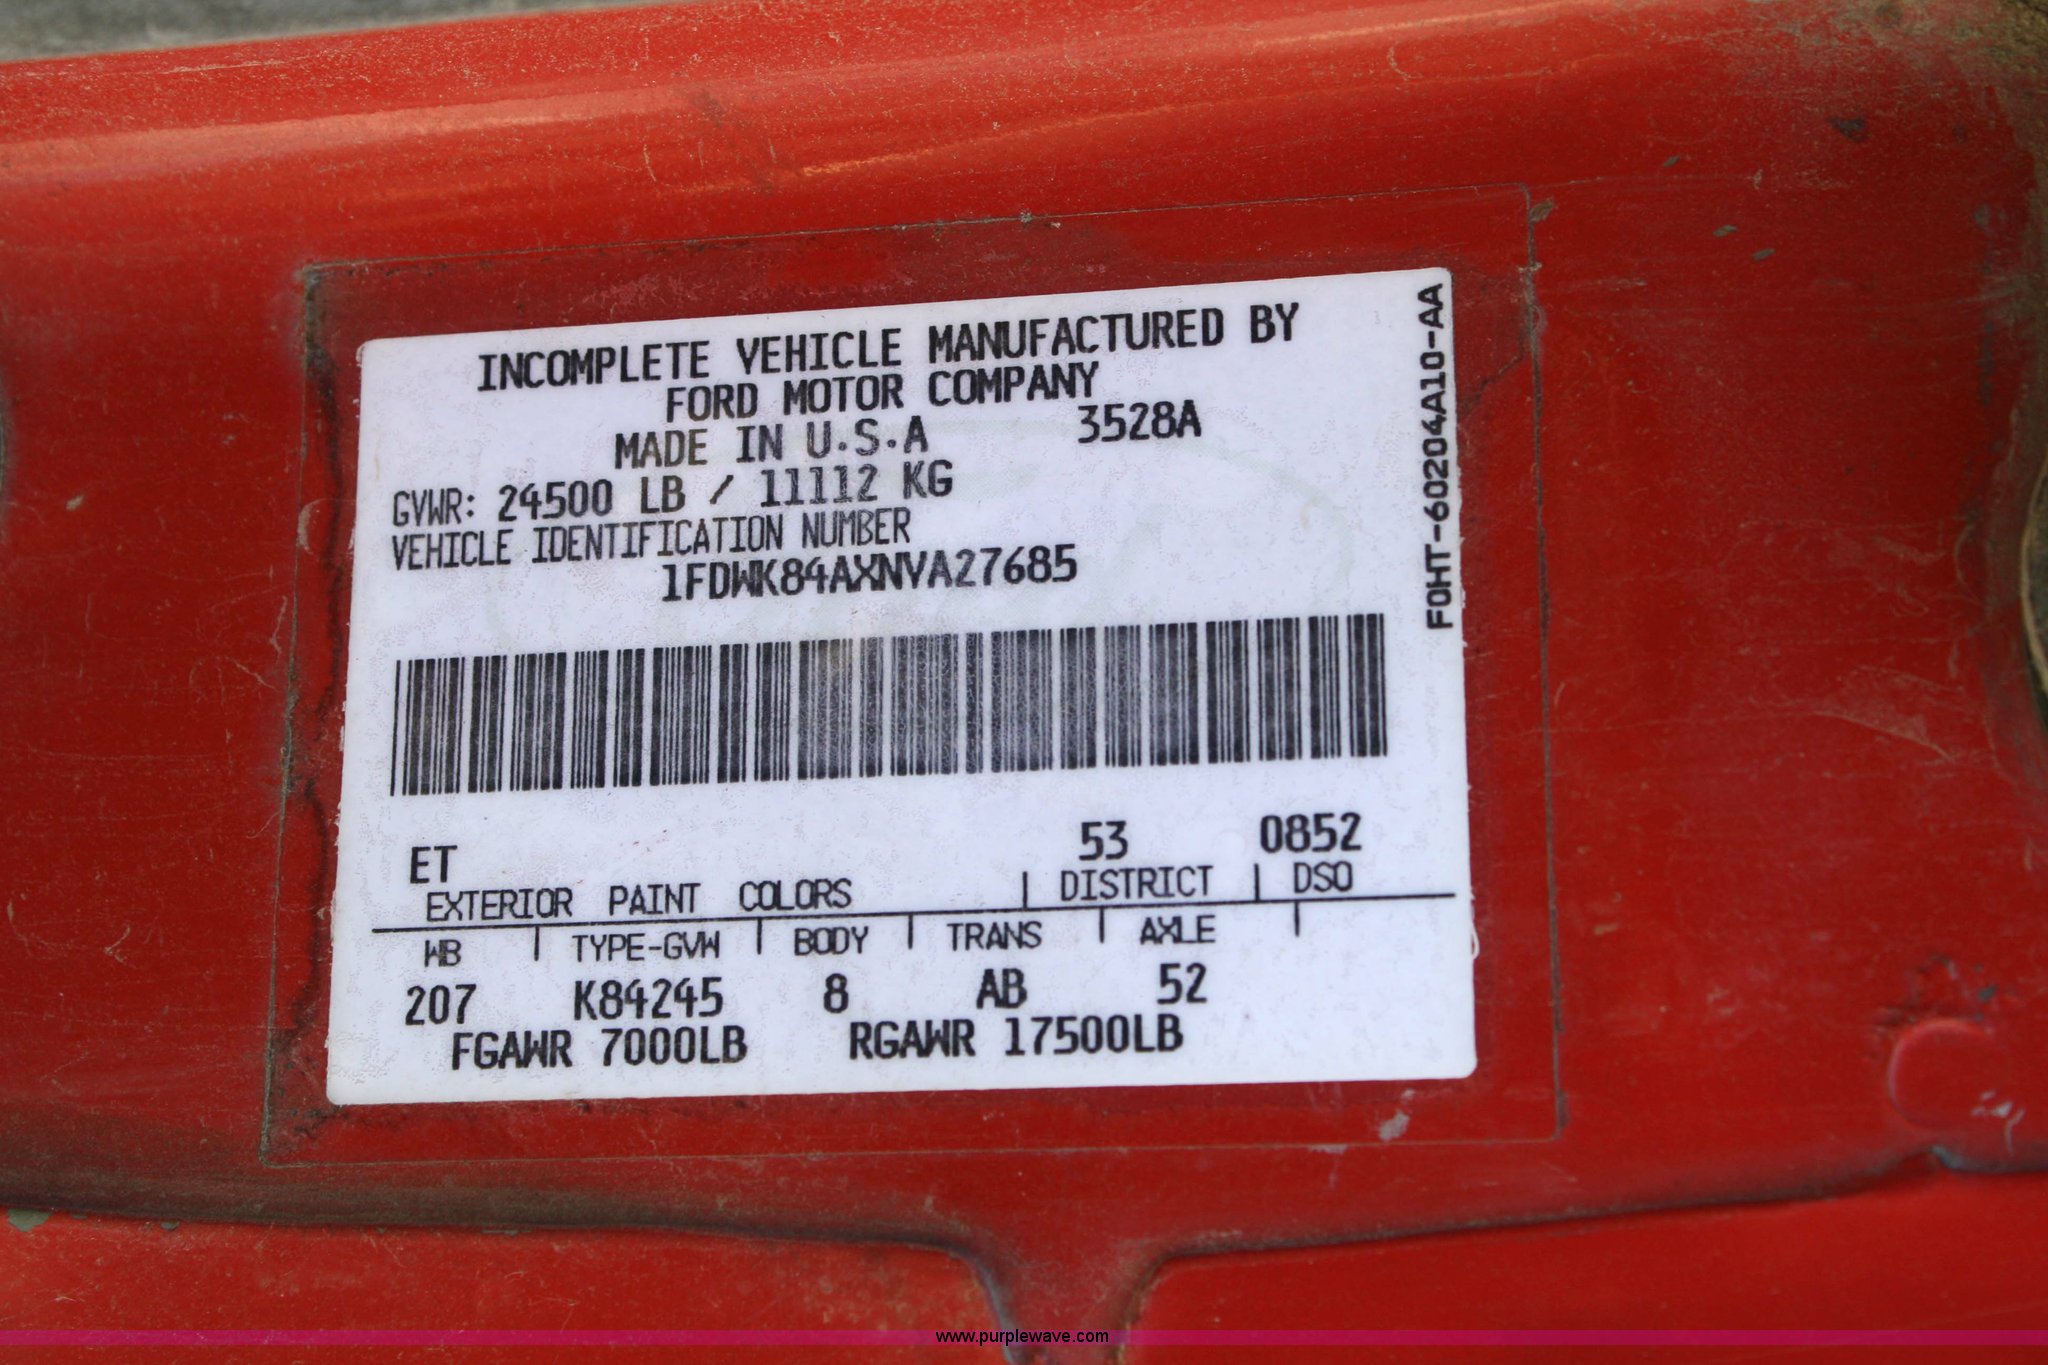 INCOMPLETE VEHICLE MANUFACTURED BY
FORD MOTOR COMPANY
MADE IN U.S.A 3528A
GVWR: 24500 LB / 11112 KG
VEHICLE IDENTIFICATION NUMBER
1FDWK84AXNVA27685
F0HT-60204A10-AA
ET 53 0852
EXTERIOR PAINT COLORS | DISTRICT | DSO
WB | TYPE-GVW | BODY | TRANS | AXLE |
207 K84245 8 AB 52
FGAWR 7000LB RGAWR 17500LB
www.purplewave.com